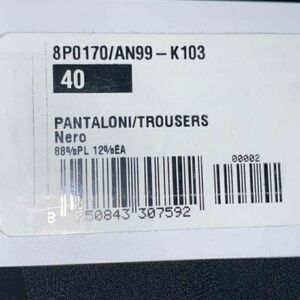 8P0170/AN99-K103
40
PANTALONI/TROUSERS
Nero
88%PL 12%EA
00002
8 050843 307592